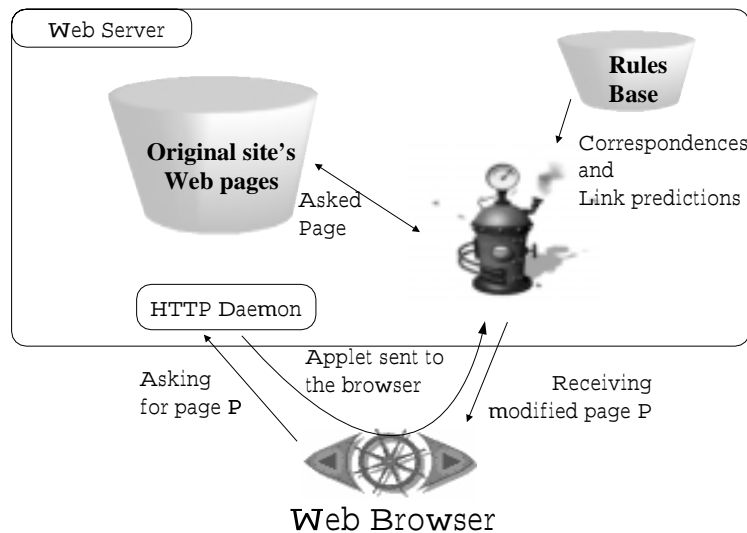 Web Server
Rules
Base
Original site's
Web pages
Correspondences
and
Link predictions
Asked
Page
HTTP Daemon
Applet sent to
the browser
Asking
for page P
Receiving
modified page P
Web Browser